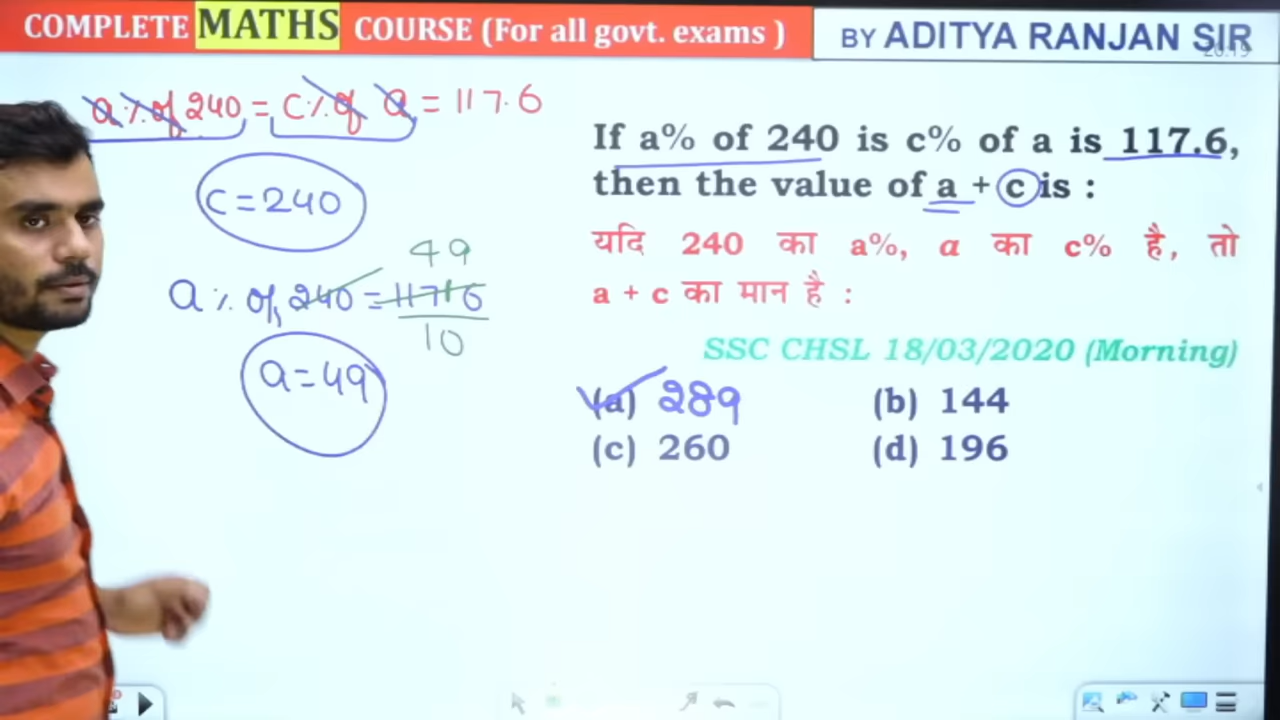 COMPLETE MATHS COURSE (For all govt. exams )
BY ADITYA RANJAN SIR
a % of 240 = C % of a = 117.6
C = 240
49
a % of 240 = 1176
10
a = 49
If a% of 240 is c% of a is 117.6,
then the value of a + c is :
यदि 240 का a%, a का c% है, तो
a + c का मान है :
SSC CHSL 18/03/2020 (Morning)
(a) 289
(b) 144
(c) 260
(d) 196